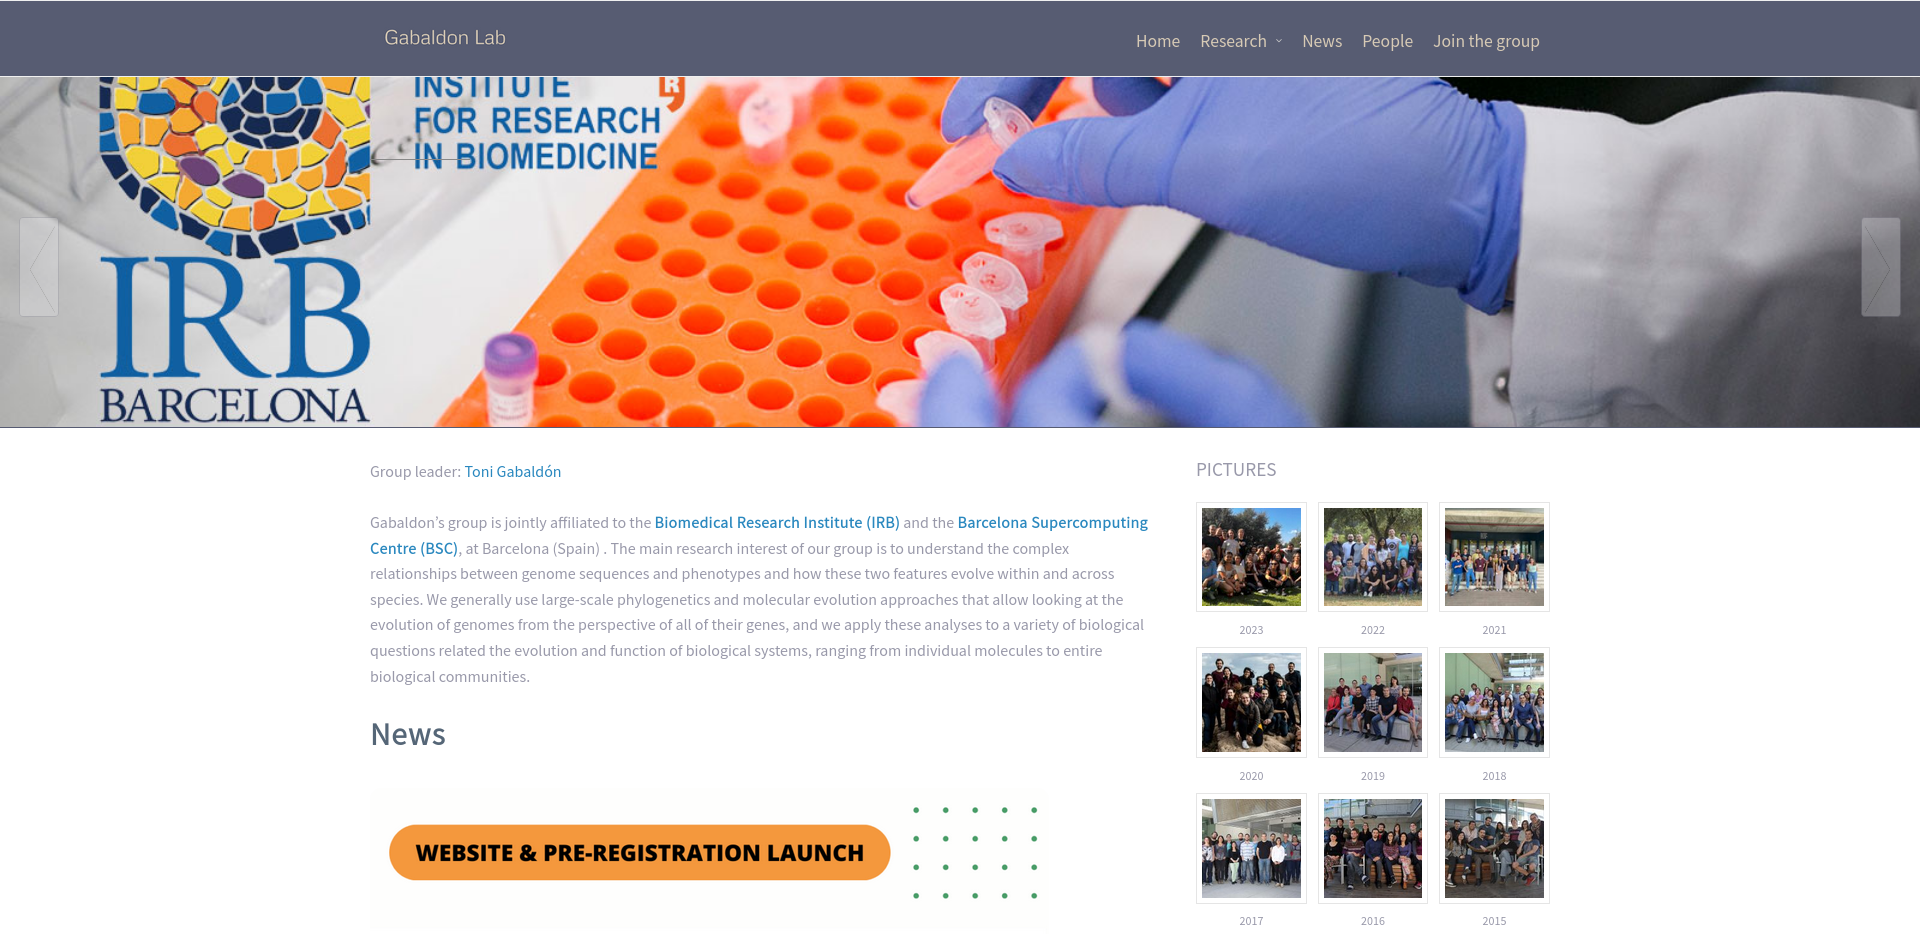 Gabaldon Lab
Home Research News People Join the group
INSTITUTE
FOR RESEARCH
IN BIOMEDICINE
IRB
BARCELONA
Group leader: Toni Gabaldón
Gabaldon’s group is jointly affiliated to the Biomedical Research Institute (IRB) and the Barcelona Supercomputing
Centre (BSC), at Barcelona (Spain) . The main research interest of our group is to understand the complex
relationships between genome sequences and phenotypes and how these two features evolve within and across
species. We generally use large-scale phylogenetics and molecular evolution approaches that allow looking at the
evolution of genomes from the perspective of all of their genes, and we apply these analyses to a variety of biological
questions related the evolution and function of biological systems, ranging from individual molecules to entire
biological communities.
News
WEBSITE & PRE-REGISTRATION LAUNCH
PICTURES
2023 2022 2021
2020 2019 2018
2017 2016 2015